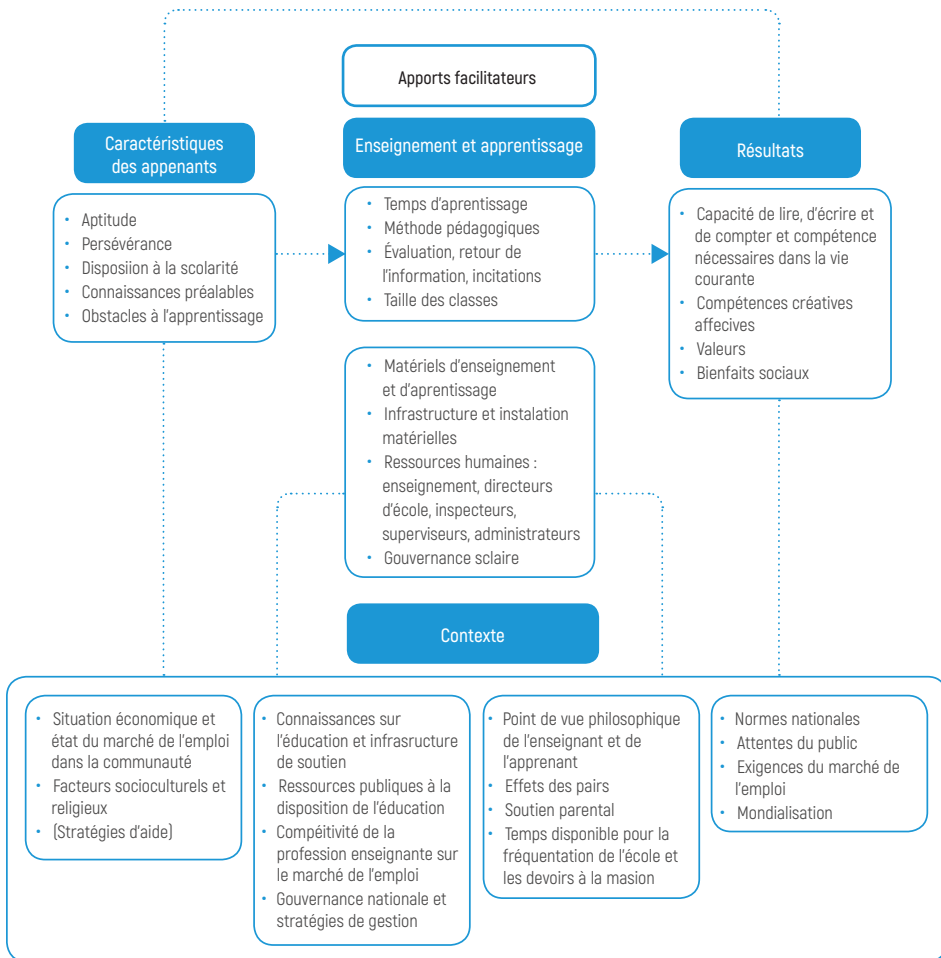 Apports facilitateurs
Caractéristiques
des appenants
Enseignement et apprentissage
Résultats
• Aptitude
• Persévérance
• Disposiion à la scolarité
• Connaissances préalables
• Obstacles à l'apprentissage
• Temps d'aprentissage
• Méthode pédagogiques
• Évaluation, retour de
l'information, incitations
• Taille des classes
• Capacité de lire, d'écrire et
de compter et compétence
nécessaires dans la vie
courante
• Compétences créatives
affecives
• Valeurs
• Bienfaits sociaux
• Matériels d'enseignement
et d'aprentissage
• Infrastructure et instalation
matérielles
• Ressources humaines :
enseignement, directeurs
d'école, inspecteurs,
superviseurs, administrateurs
• Gouvernance sclaire
Contexte
• Situation économique et
état du marché de l'emploi
dans la communauté
• Facteurs socioculturels et
religieux
• (Stratégies d'aide)
• Connaissances sur
l'éducation et infrasructure
de soutien
• Ressources publiques à la
disposition de l'éducation
• Compéitivité de la
profession enseignante sur
le marché de l'emploi
• Gouvernance nationale et
stratégies de gestion
• Point de vue philosophique
de l'enseignant et de
l'apprenant
• Effets des pairs
• Soutien parental
• Temps disponible pour la
fréquentation de l'école et
les devoirs à la masion
• Normes nationales
• Attentes du public
• Exigences du marché de
l'emploi
• Mondialisation